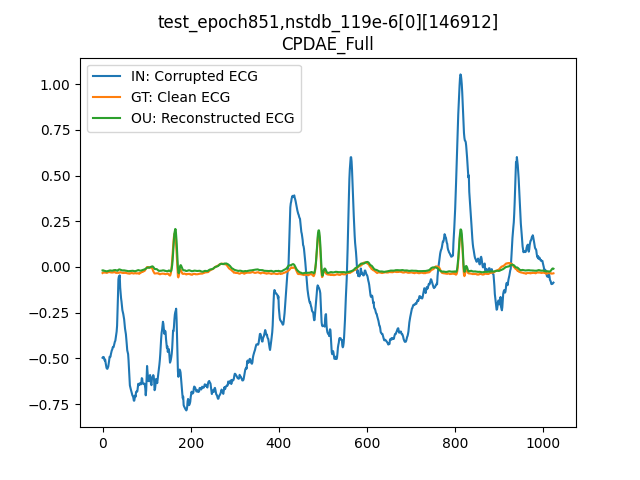 test_epoch851,nstdb_119e-6[0][146912]
CPDAE_Full
IN: Corrupted ECG
GT: Clean ECG
OU: Reconstructed ECG
1.00
0.75
0.50
0.25
0.00
−0.25
−0.50
−0.75
0 200 400 600 800 1000